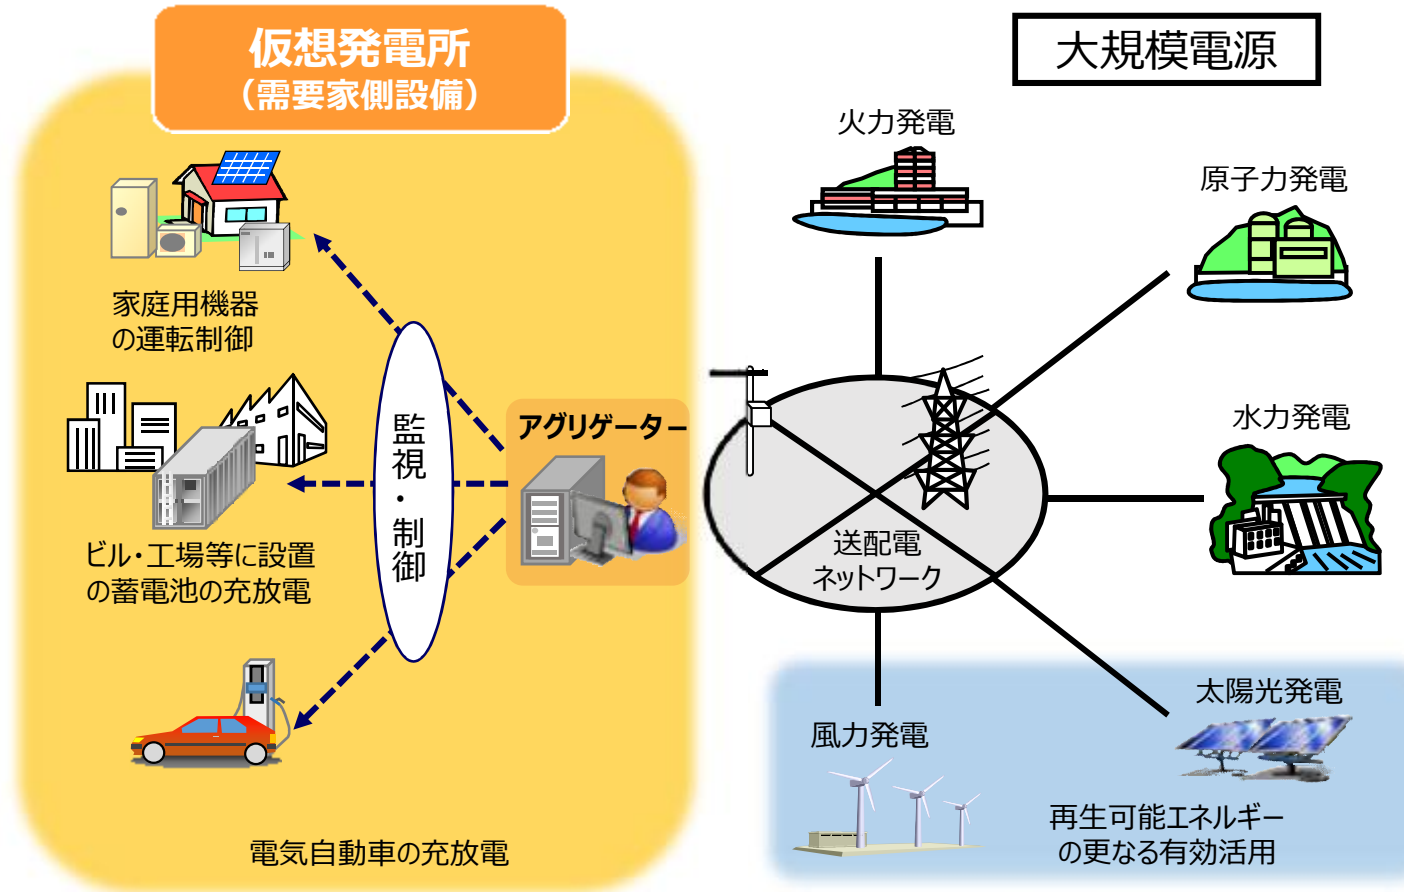 仮想発電所
（需要家側設備）
家庭用機器
の運転制御
ビル・工場等に設置
の蓄電池の充放電
電気自動車の充放電
監視・制御
アグリゲーター
大規模電源
火力発電
原子力発電
水力発電
送配電
ネットワーク
太陽光発電
風力発電
再生可能エネルギー
の更なる有効活用